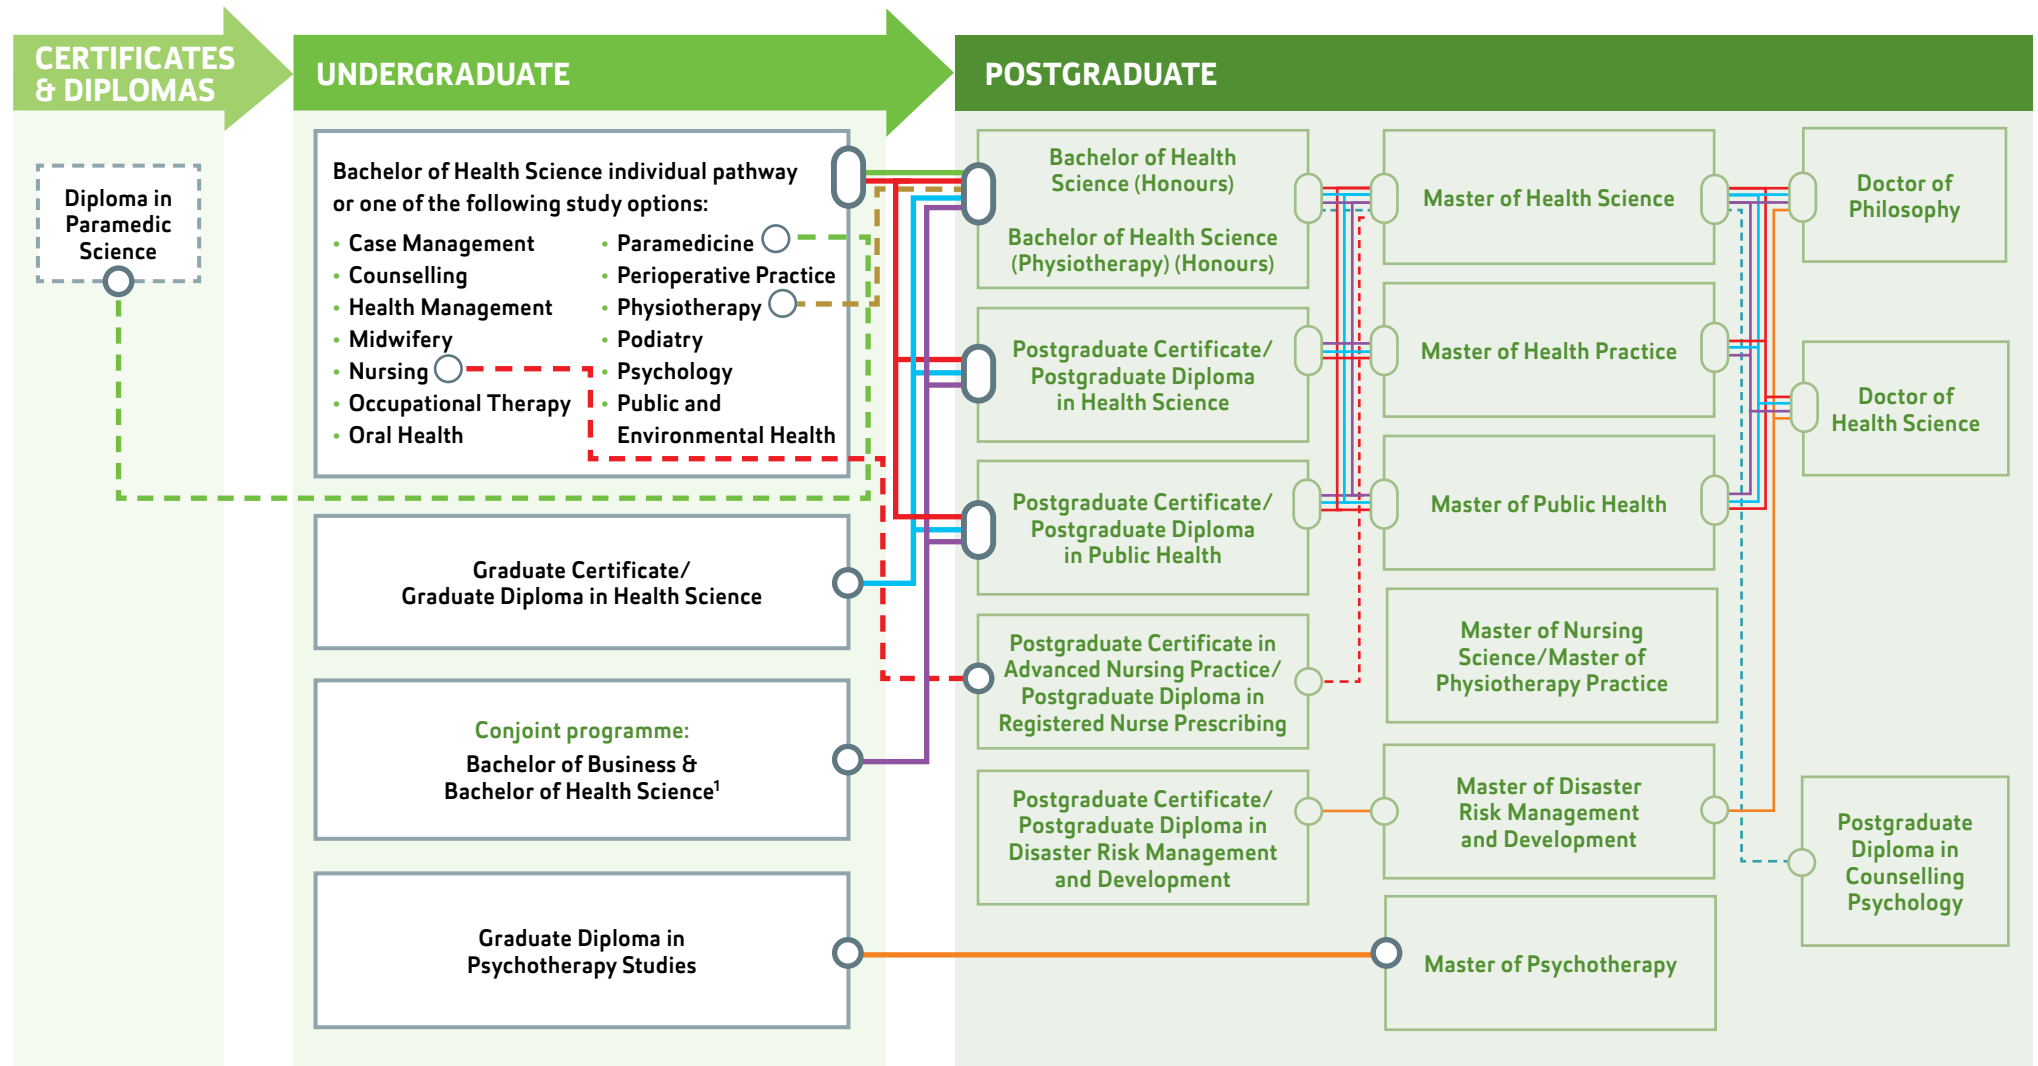 CERTIFICATES
& DIPLOMAS
UNDERGRADUATE
POSTGRADUATE
Diploma in
Paramedic
Science
Bachelor of Health Science individual pathway
or one of the following study options:
• Case Management
• Counselling
• Health Management
• Midwifery
• Nursing
• Occupational Therapy
• Oral Health
• Paramedicine
• Perioperative Practice
• Physiotherapy
• Podiatry
• Psychology
• Public and
Environmental Health
Graduate Certificate/
Graduate Diploma in Health Science
Conjoint programme:
Bachelor of Business &
Bachelor of Health Science¹
Graduate Diploma in
Psychotherapy Studies
Bachelor of Health
Science (Honours)
Bachelor of Health Science
(Physiotherapy) (Honours)
Postgraduate Certificate/
Postgraduate Diploma
in Health Science
Postgraduate Certificate/
Postgraduate Diploma
in Public Health
Postgraduate Certificate in
Advanced Nursing Practice/
Postgraduate Diploma in
Registered Nurse Prescribing
Postgraduate Certificate/
Postgraduate Diploma in
Disaster Risk Management
and Development
Master of Health Science
Master of Health Practice
Master of Public Health
Master of Nursing
Science/Master of
Physiotherapy Practice
Master of Disaster
Risk Management
and Development
Master of Psychotherapy
Doctor of
Philosophy
Doctor of
Health Science
Postgraduate
Diploma in
Counselling
Psychology